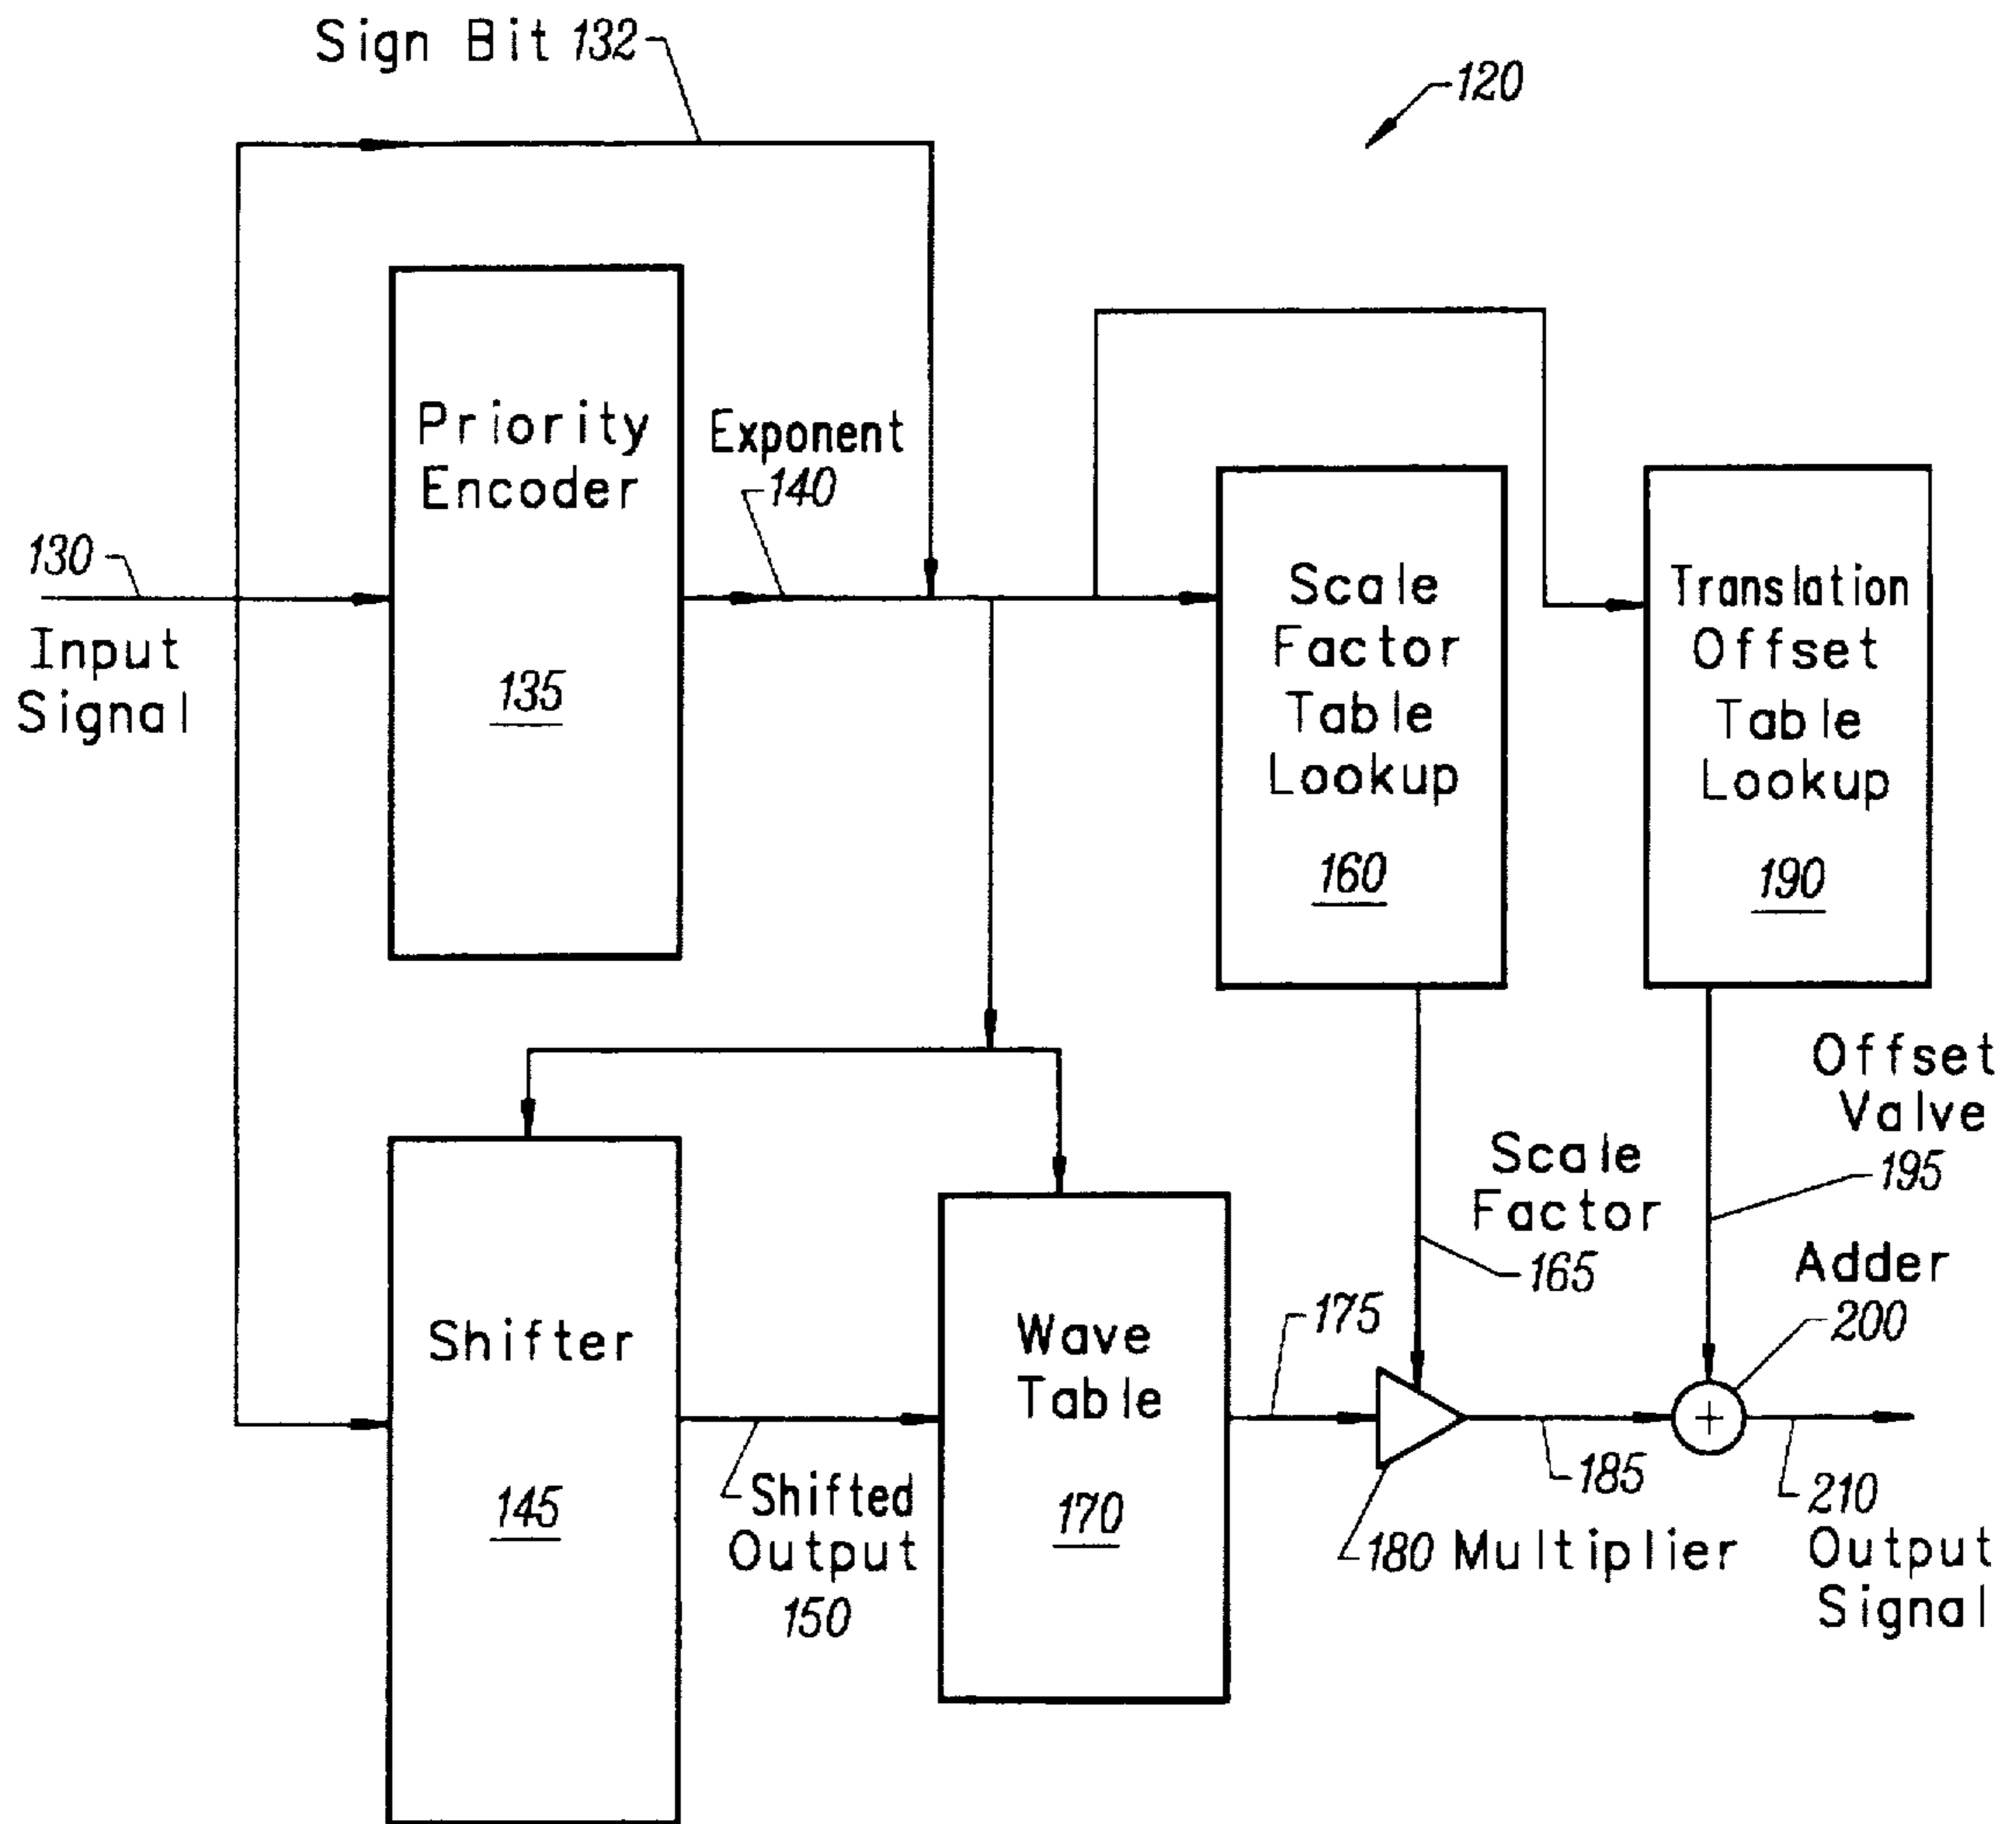 Sign Bit 132
120
Priority
Encoder
135
Exponent
140
130
Input
Signal
Scale
Factor
Table
Lookup
160
Translation
Offset
Table
Lookup
190
Offset
Valve
195
Scale
Factor
165
Adder
200
Shifter
145
Shifted
Output
150
Wave
Table
170
175
180 Multiplier
185
+
210
Output
Signal